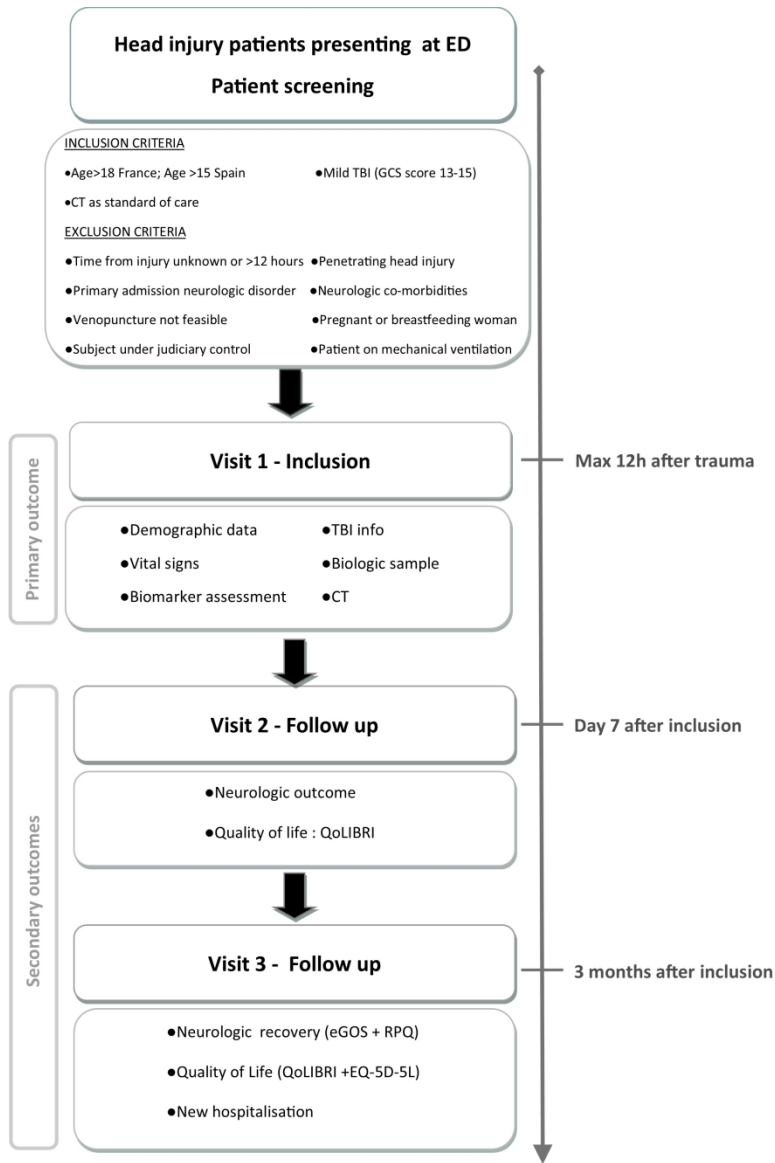 Head injury patients presenting at ED
Patient screening
INCLUSION CRITERIA
●Age>18 France; Age >15 Spain
●Mild TBI (GCS score 13-15)
●CT as standard of care
EXCLUSION CRITERIA
●Time from injury unknown or >12 hours
●Penetrating head injury
●Primary admission neurologic disorder
●Neurologic co-morbidities
●Venopuncture not feasible
●Pregnant or breastfeeding woman
●Subject under judiciary control
●Patient on mechanical ventilation
Primary outcome
Visit 1 - Inclusion
Max 12h after trauma
●Demographic data
●TBI info
●Vital signs
●Biologic sample
●Biomarker assessment
●CT
Secondary outcomes
Visit 2 - Follow up
Day 7 after inclusion
●Neurologic outcome
●Quality of life : QoLIBRI
Visit 3 - Follow up
3 months after inclusion
●Neurologic recovery (eGOS + RPQ)
●Quality of Life (QoLIBRI +EQ-5D-5L)
●New hospitalisation